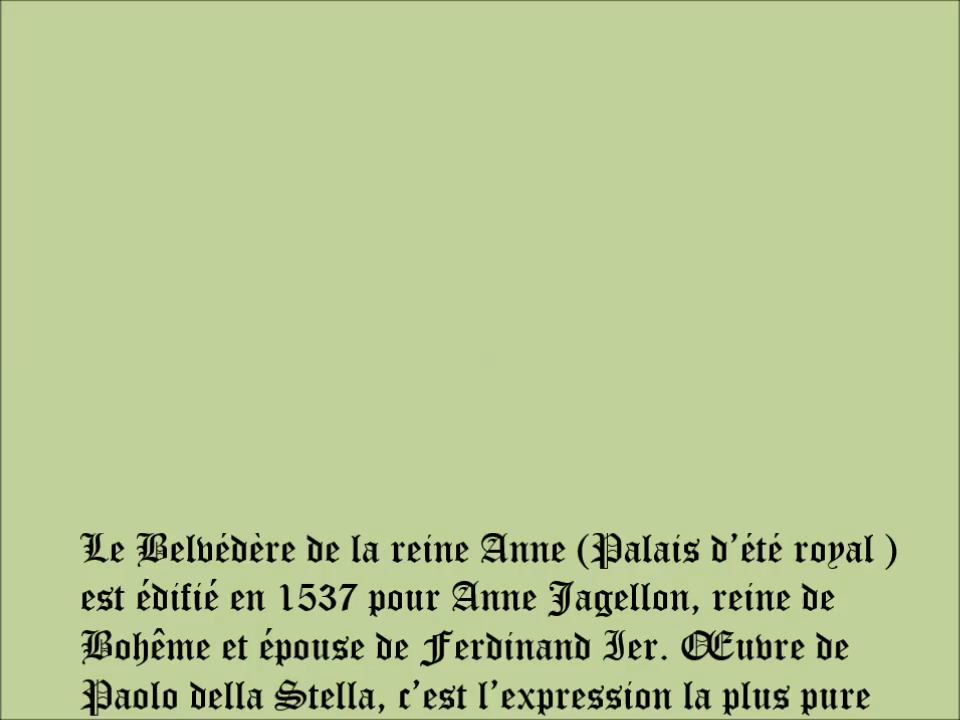 Le Belvédère de la reine Anne (Palais d’été royal )
est édifié en 1537 pour Anne Jagellon, reine de
Bohême et épouse de Ferdinand Ier. Œuvre de
Paolo della Stella, c’est l’expression la plus pure